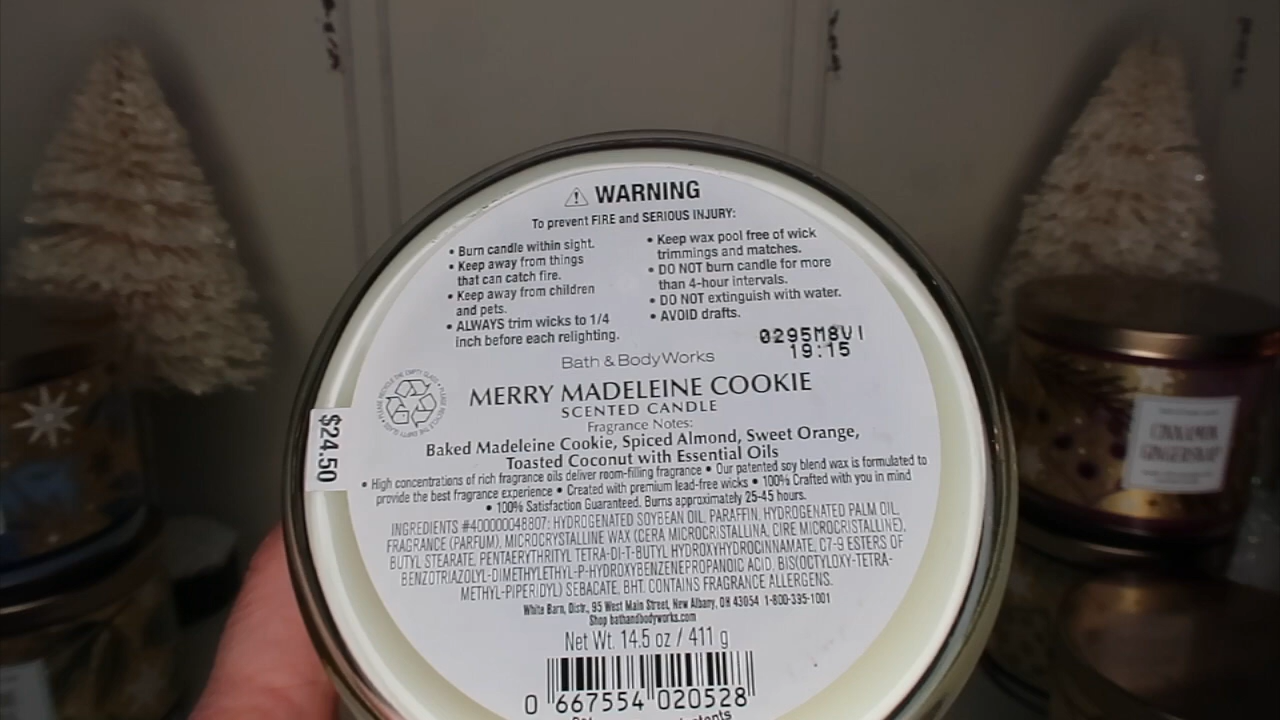 WARNING
To prevent FIRE and SERIOUS INJURY:
• Burn candle within sight.
• Keep away from things
that can catch fire.
• Keep away from children
and pets.
• ALWAYS trim wicks to 1/4
inch before each relighting.
• Keep wax pool free of wick
trimmings and matches.
• DO NOT burn candle for more
than 4-hour intervals.
• DO NOT extinguish with water.
• AVOID drafts.
0295M8V1
19:15
Bath & Body Works
MERRY MADELEINE COOKIE
SCENTED CANDLE
Fragrance Notes:
Baked Madeleine Cookie, Spiced Almond, Sweet Orange,
Toasted Coconut with Essential Oils
• High concentrations of rich fragrance oils deliver room-filling fragrance • Our patented soy blend wax is formulated to
provide the best fragrance experience • Created with premium lead-free wicks • 100% Crafted with you in mind
• 100% Satisfaction Guaranteed. Burns approximately 25-45 hours.
INGREDIENTS #400000048807: HYDROGENATED SOYBEAN OIL, PARAFFIN, HYDROGENATED PALM OIL,
FRAGRANCE (PARFUM), MICROCRYSTALLINE WAX (CERA MICROCRISTALLINA, CIRE MICROCRISTALLINE),
BUTYL STEARATE, PENTAERYTHRITYL TETRA-DI-T-BUTYL HYDROXYHYDROCINNAMATE, C7-9 ESTERS OF
BENZOTRIAZOLYL-DIMETHYLETHYL-P-HYDROXYBENZENEPROPANOIC ACID, BIS(OCTYLOXY-TETRA-
METHYL-PIPERIDYL) SEBACATE, BHT. CONTAINS FRAGRANCE ALLERGENS.
White Barn, Distr., 95 West Main Street, New Albany, OH 43054 1-800-395-1001
Shop bathandbodyworks.com
Net Wt. 14.5 oz / 411 g
0 667554 020528
$24.50
CINNAMON
GINGERSNAP